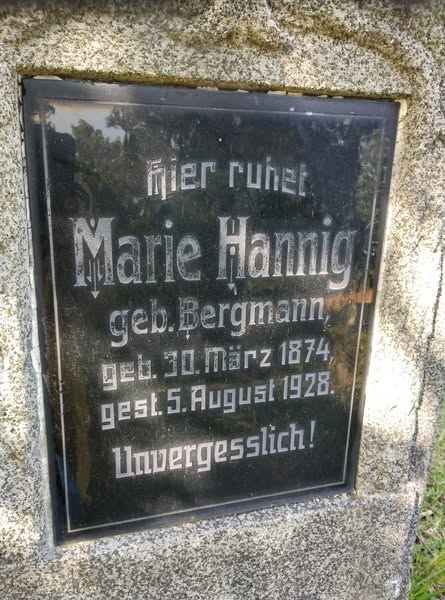 Hier ruhet
Marie Hannig
geb. Bergmann,
geb. 30. März 1874,
gest. 5. August 1928.
Unvergesslich!